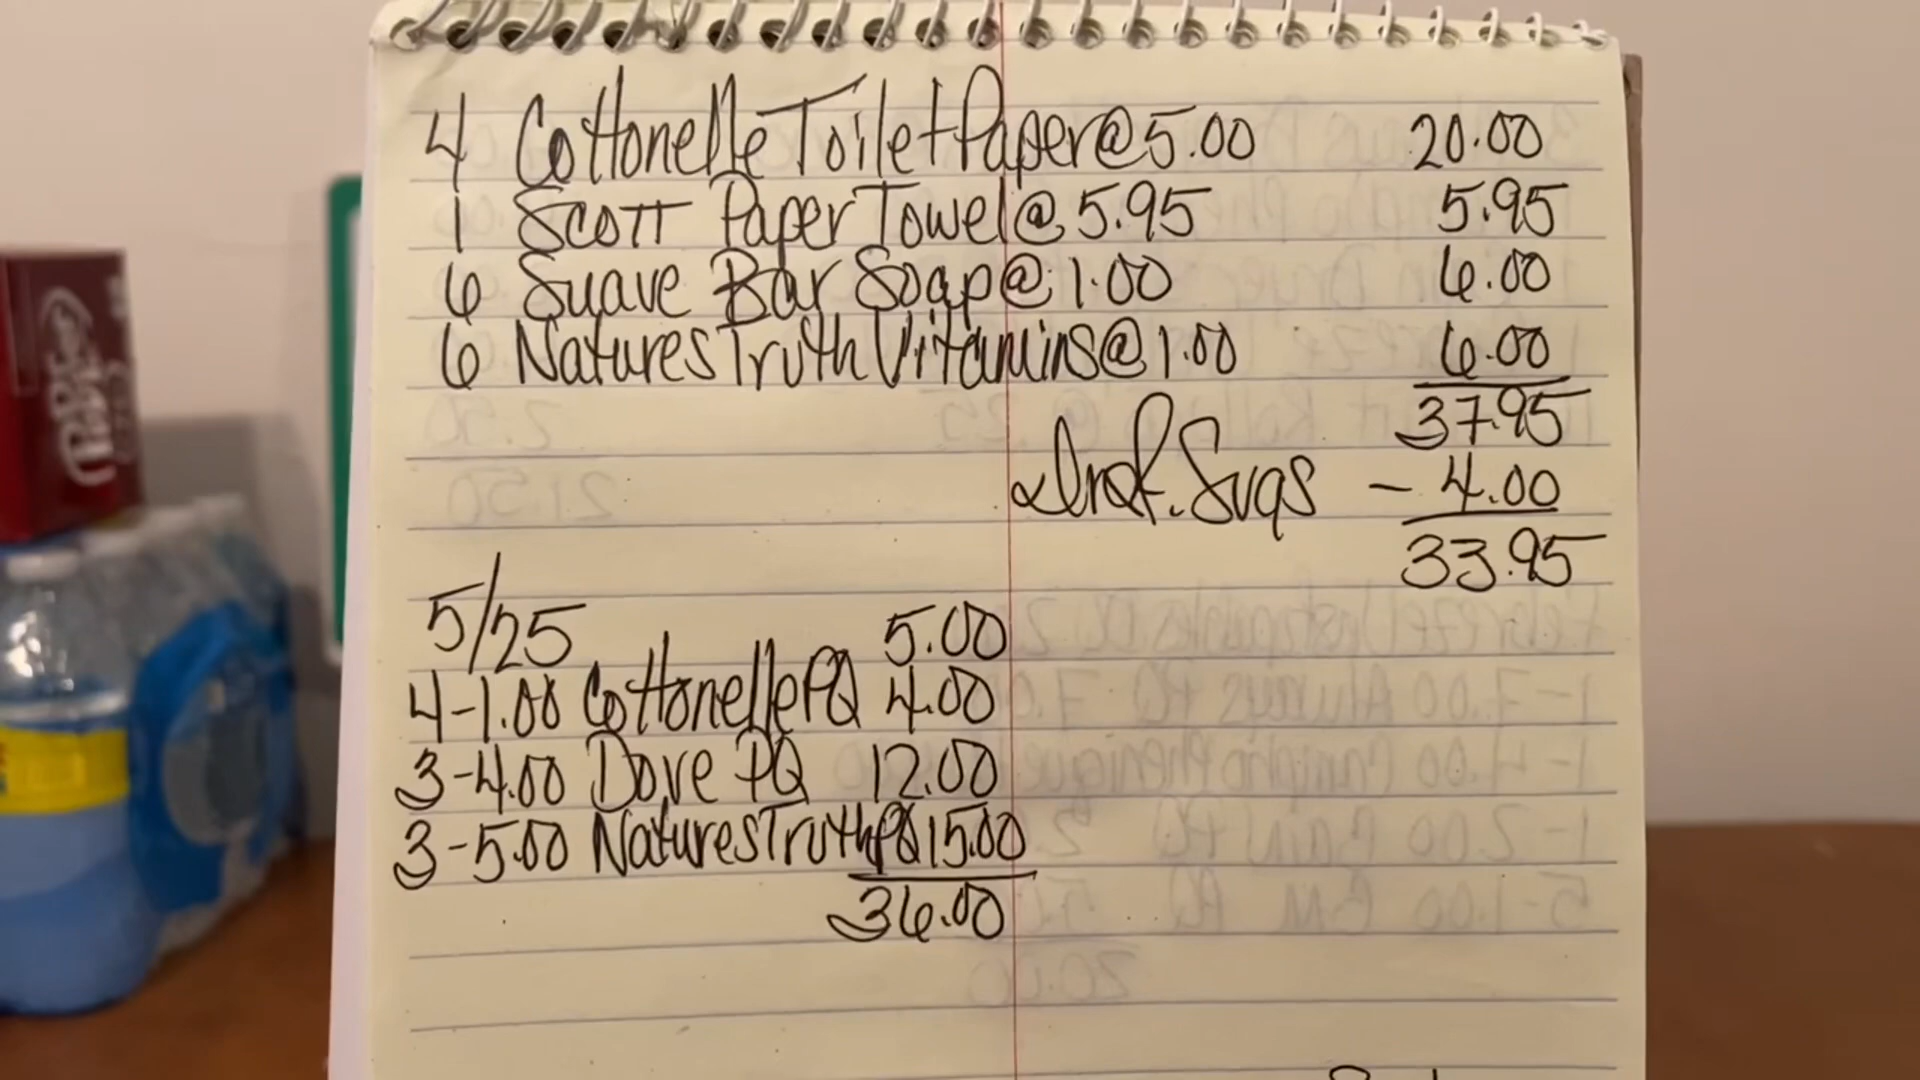 4 Cottonelle Toilet Paper @ 5.00 20.00
1 Scott Paper Towel @ 5.95 5.95
6 Suave Bar Soap @ 1.00 6.00
6 Natures Truth Vitamins @ 1.00 6.00
37.95
Inst. Svgs - 4.00
33.95
5/25 5.00
4-1.00 Cottonelle PQ 4.00
3-4.00 Dove PQ 12.00
3-5.00 Natures Truth PQ 15.00
36.00